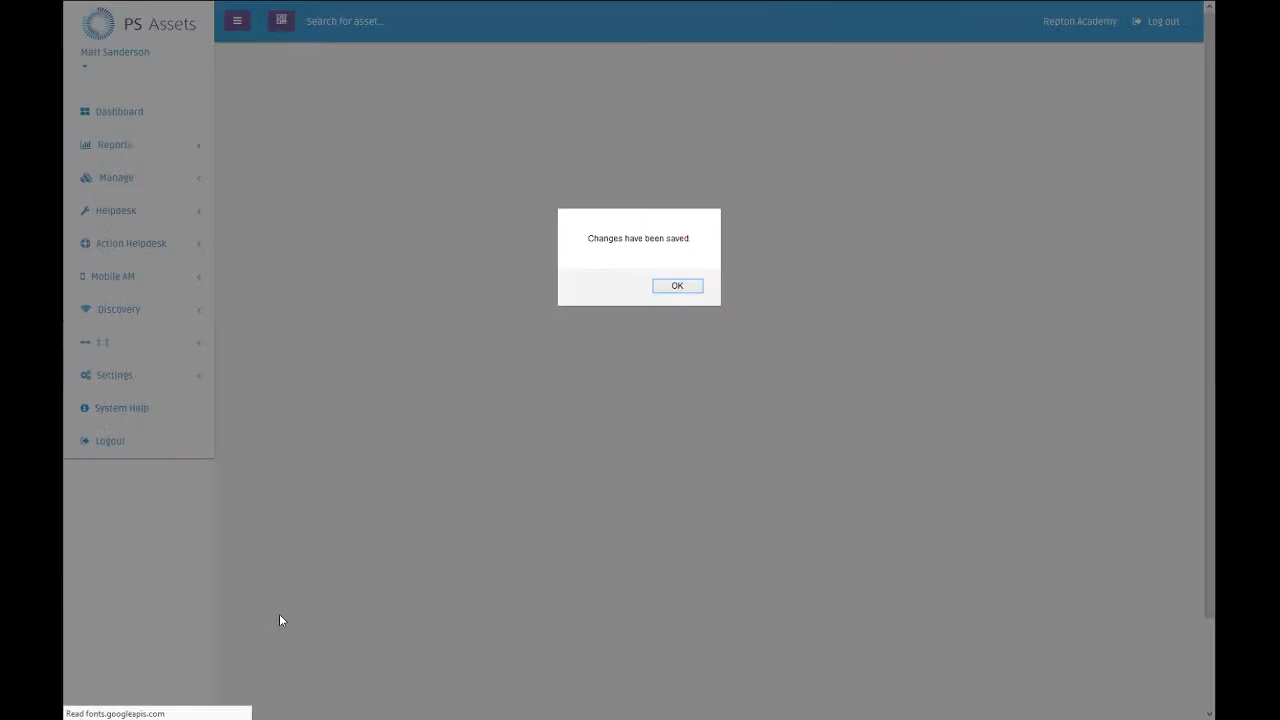 PS Assets
Matt Sanderson
Search for asset...
Repton Academy
Log out
Dashboard
Reports
Manage
Helpdesk
Action Helpdesk
Mobile AM
Discovery
1:1
Settings
System Help
Logout
Changes have been saved.
OK
Read fonts.googleapis.com